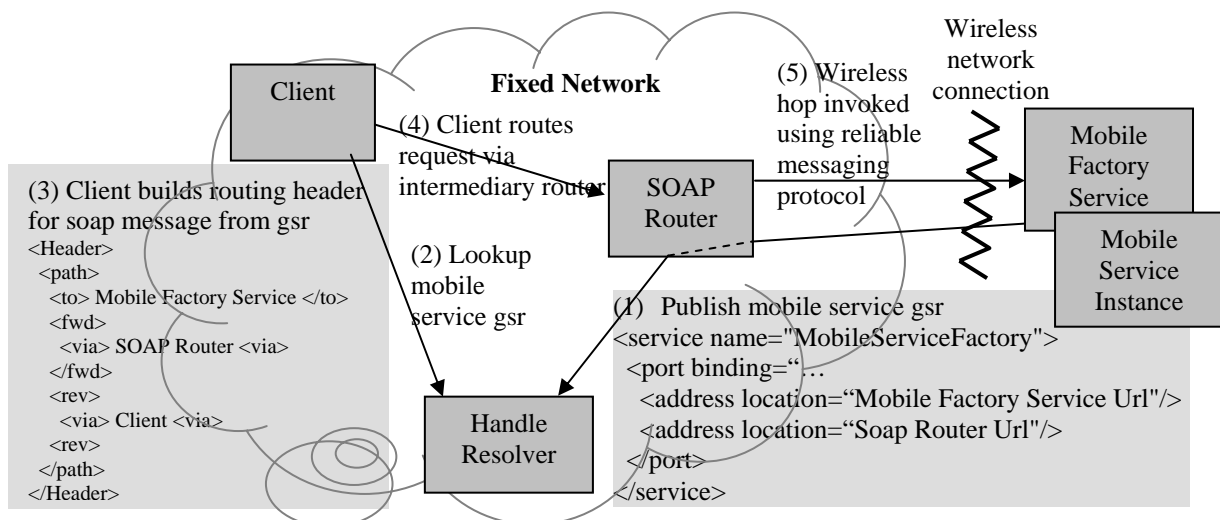 Fixed Network
Client
(4) Client routes
request via
intermediary router
(5) Wireless
hop invoked
using reliable
messaging
protocol
Wireless
network
connection
Mobile
Factory
Service
Mobile
Service
Instance
SOAP
Router
(3) Client builds routing header
for soap message from gsr
<Header>
<path>
<to> Mobile Factory Service </to>
<fwd>
<via> SOAP Router <via>
</fwd>
<rev>
<via> Client <via>
<rev>
</path>
</Header>
(2) Lookup
mobile
service gsr
Handle
Resolver
(1) Publish mobile service gsr
<service name="MobileServiceFactory">
<port binding=“…
<address location=“Mobile Factory Service Url"/>
<address location=“Soap Router Url"/>
</port>
</service>